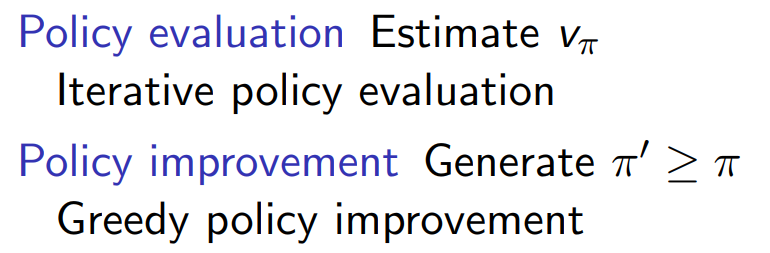 Policy evaluation Estimate vπ
Iterative policy evaluation
Policy improvement Generate π′ ≥ π
Greedy policy improvement